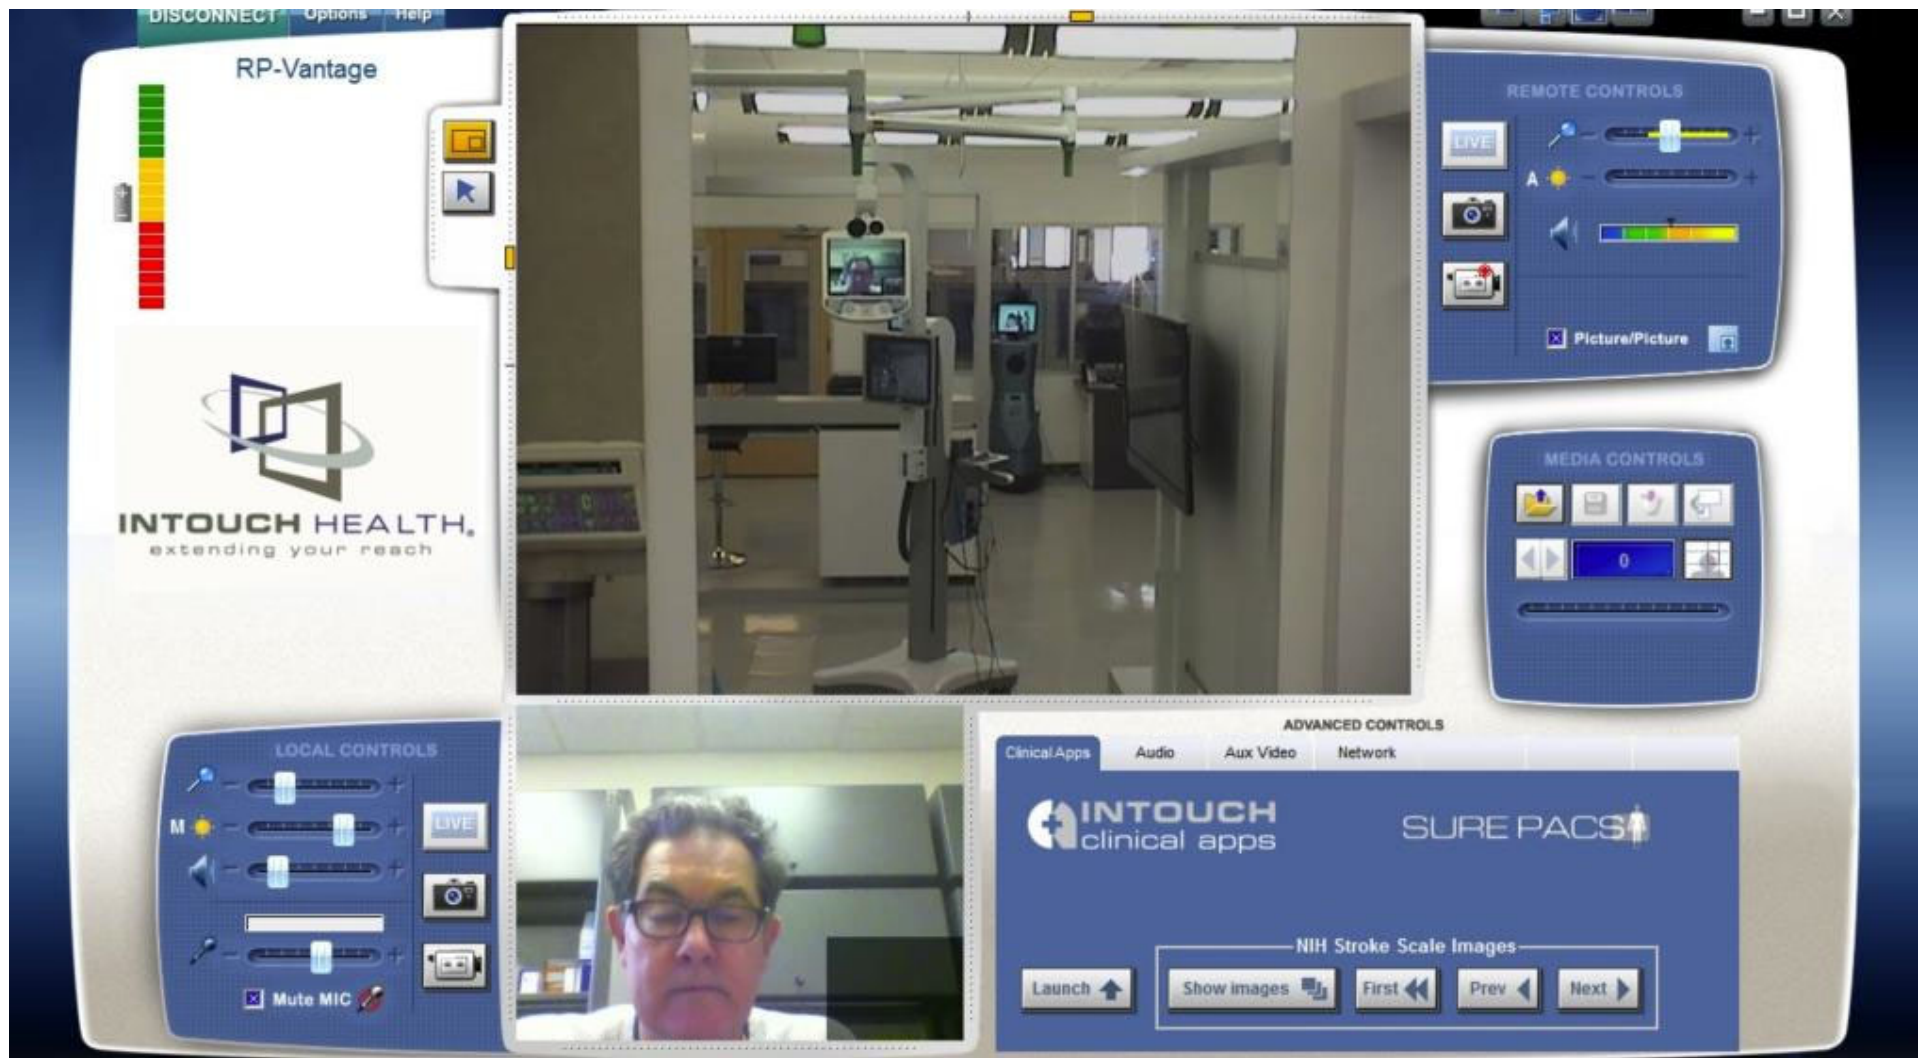 DISCONNECT
Options
Help
RP-Vantage
INTOUCH HEALTH®
extending your reach
REMOTE CONTROLS
LIVE
A
Picture/Picture
MEDIA CONTROLS
0
LOCAL CONTROLS
M
LIVE
Mute MIC
ADVANCED CONTROLS
Clinical Apps
Audio
Aux Video
Network
INTOUCH
clinical apps
SURE PACS
NIH Stroke Scale Images
Launch
Show images
First
Prev
Next